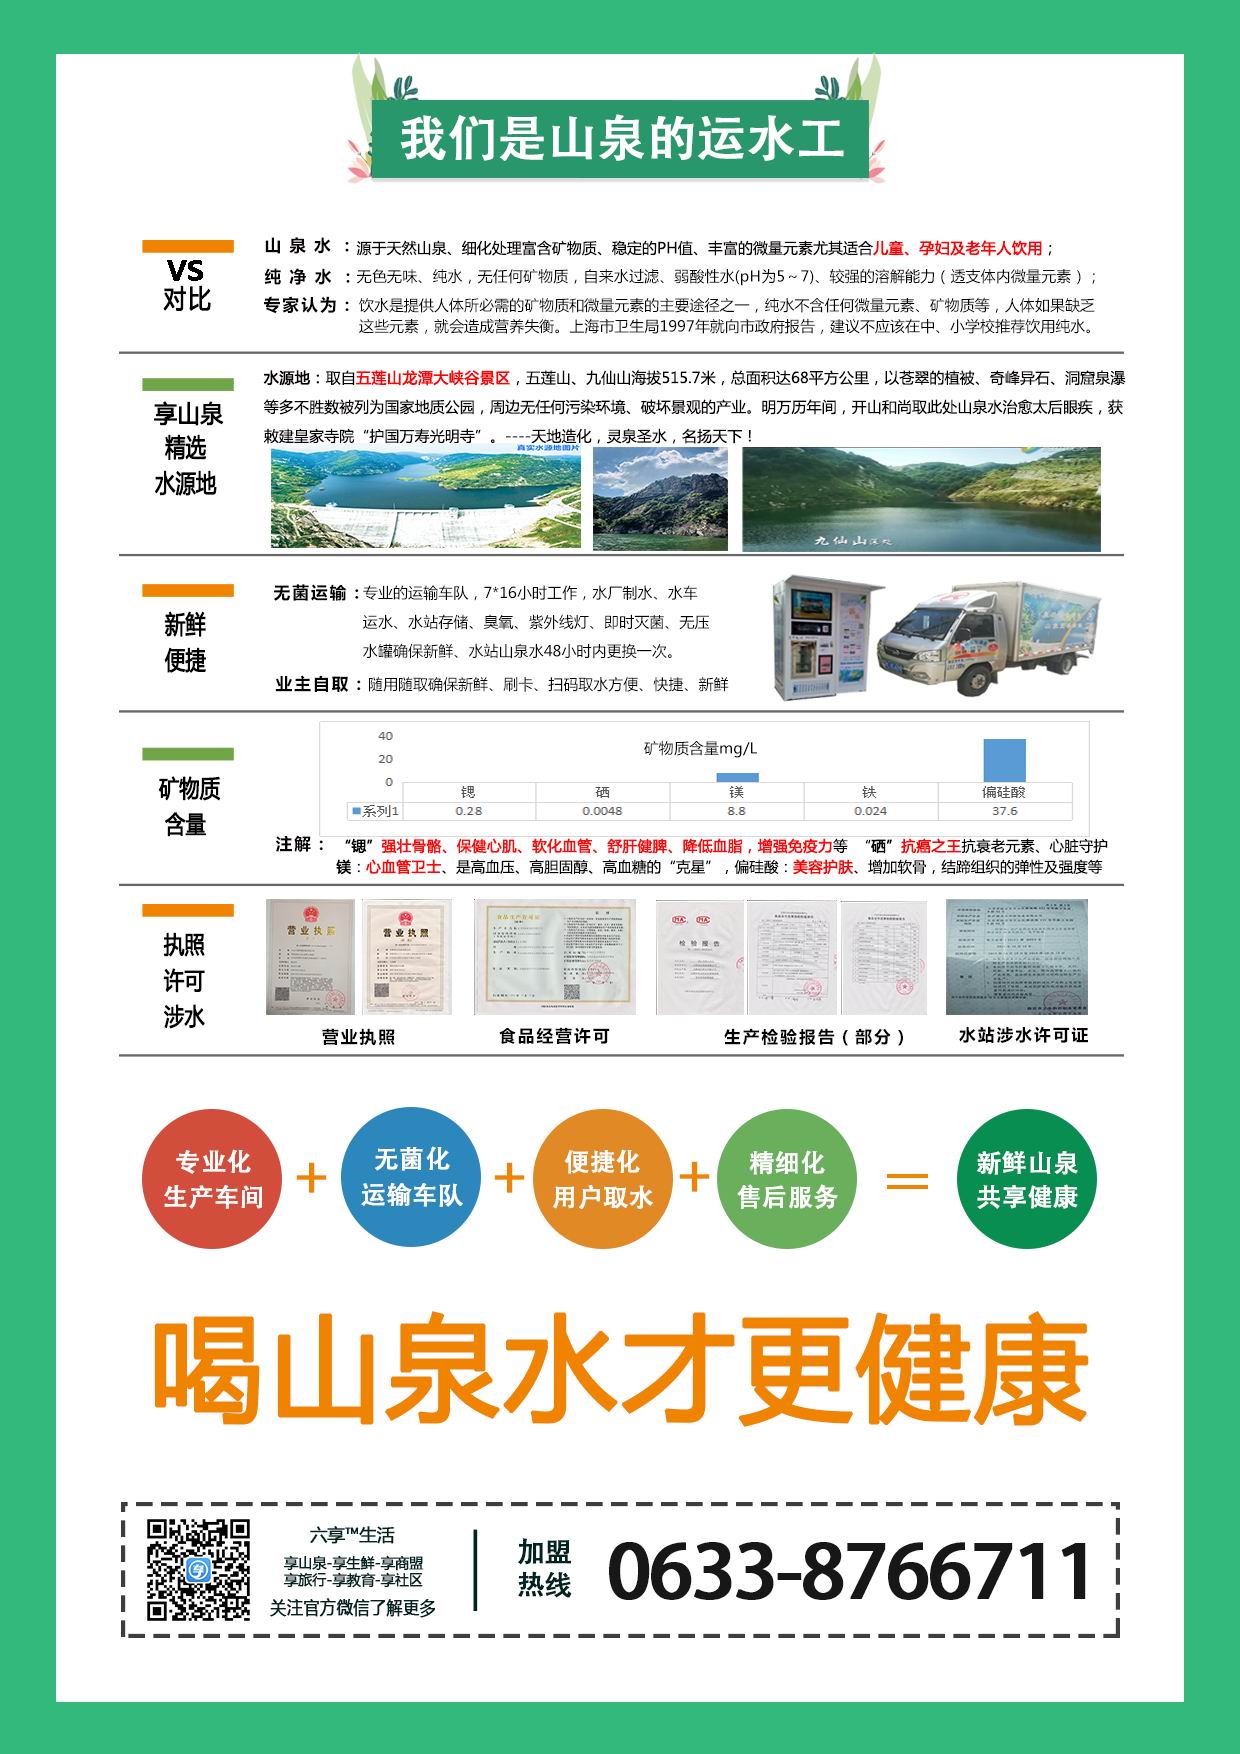 我们是山泉的运水工
VS
对比
山泉水：源于天然山泉、细化处理富含矿物质、稳定的PH值、丰富的微量元素尤其适合儿童、孕妇及老年人饮用；
纯净水：无色无味、纯水，无任何矿物质，自来水过滤、弱酸性水(pH为5～7)、较强的溶解能力（透支体内微量元素）；
专家认为：饮水是提供人体所必需的矿物质和微量元素的主要途径之一，纯水不含任何微量元素、矿物质等，人体如果缺乏
这些元素，就会造成营养失衡。上海市卫生局1997年就向市政府报告，建议不应该在中、小学校推荐饮用纯水。
享山泉
精选
水源地
水源地：取自五莲山龙潭大峡谷景区，五莲山、九仙山海拔515.7米，总面积达68平方公里，以苍翠的植被、奇峰异石、洞窟泉瀑
等多不胜数被列为国家地质公园，周边无任何污染环境、破坏景观的产业。明万历年间，开山和尚取此处山泉水治愈太后眼疾，获
敕建皇家寺院“护国万寿光明寺”。----天地造化，灵泉圣水，名扬天下！
真实水源地图片
九仙山深处
新鲜
便捷
无菌运输：专业的运输车队，7*16小时工作，水厂制水、水车
运水、水站存储、臭氧、紫外线灯、即时灭菌、无压
水罐确保新鲜、水站山泉水48小时内更换一次。
业主自取：随用随取确保新鲜、刷卡、扫码取水方便、快捷、新鲜
矿物质
含量
矿物质含量mg/L
40
20
0
锶 硒 镁 铁 偏硅酸
系列1 0.28 0.0048 8.8 0.024 37.6
注解：“锶”强壮骨骼、保健心肌、软化血管、舒肝健脾、降低血脂，增强免疫力等 “硒”抗癌之王抗衰老元素、心脏守护
镁：心血管卫士、是高血压、高胆固醇、高血糖的“克星”，偏硅酸：美容护肤、增加软骨，结蹄组织的弹性及强度等
执照
许可
涉水
营业执照
营业执照
食品生产许可证
检验报告
营业执照
食品经营许可
生产检验报告（部分）
水站涉水许可证
专业化
生产车间
+
无菌化
运输车队
+
便捷化
用户取水
+
精细化
售后服务
=
新鲜山泉
共享健康
喝山泉水才更健康
六享™生活
享山泉-享生鲜-享商盟
享旅行-享教育-享社区
关注官方微信了解更多
加盟
热线
0633-8766711